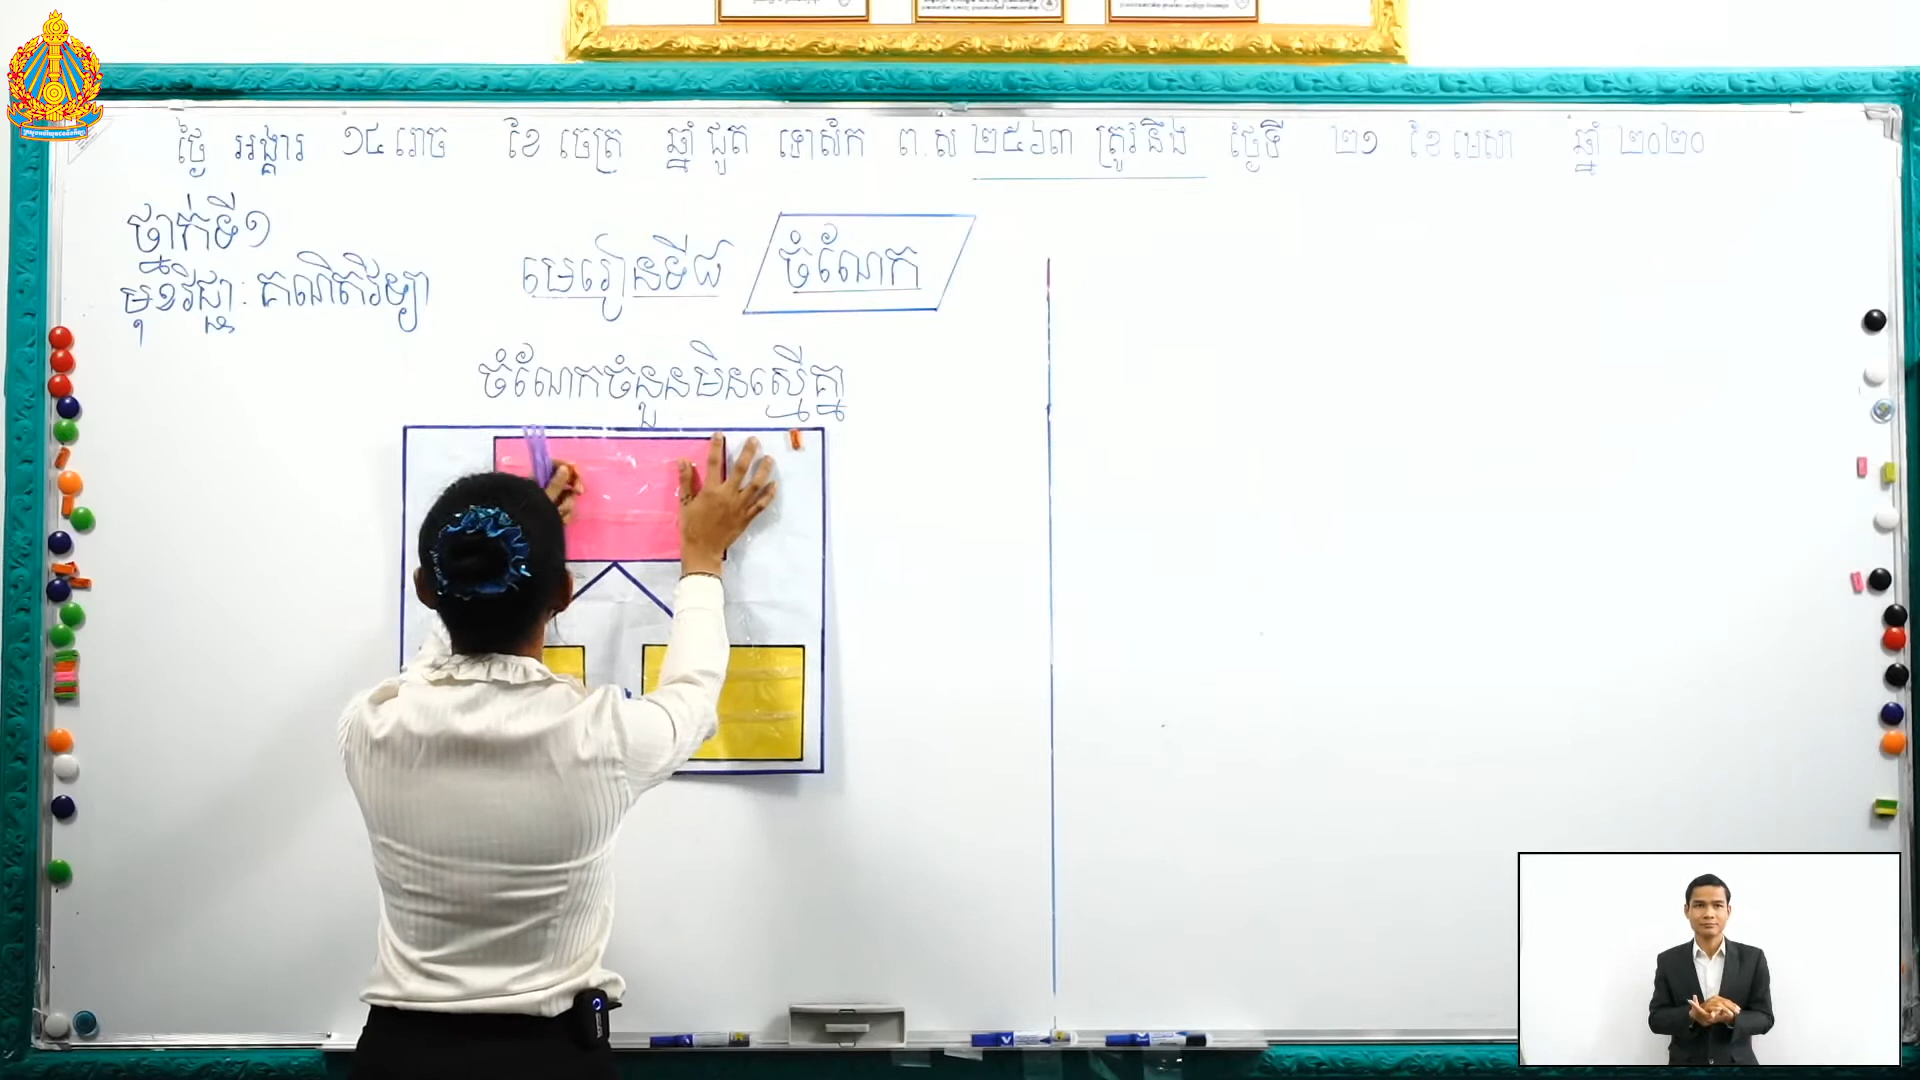 ថ្ងៃ អង្គារ ១៤រោច ខែ ចេត្រ ឆ្នាំ ជូត ទោស័ក ព.ស ២៥៦៣ ត្រូវនឹង ថ្ងៃទី ២១ ខែ មេសា ឆ្នាំ ២០២០
ថ្នាក់ទី១
មុខវិជ្ជា: គណិតវិទ្យា
មេរៀនទី៨ ចំណែក
ចំណែកចំនួនមិនស្មើគ្នា